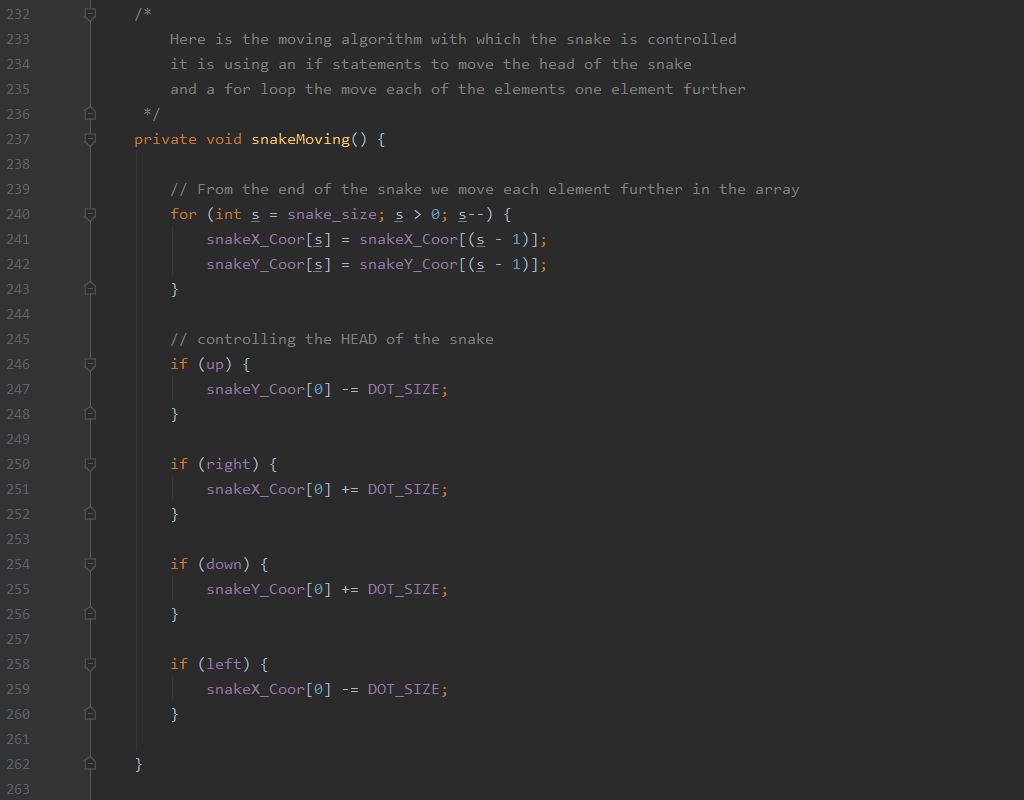 232 /*
233 Here is the moving algorithm with which the snake is controlled
234 it is using an if statements to move the head of the snake
235 and a for loop the move each of the elements one element further
236 */
237 private void snakeMoving() {
238
239 // From the end of the snake we move each element further in the array
240 for (int s = snake_size; s > 0; s--) {
241 snakeX_Coor[s] = snakeX_Coor[(s - 1)];
242 snakeY_Coor[s] = snakeY_Coor[(s - 1)];
243 }
244
245 // controlling the HEAD of the snake
246 if (up) {
247 snakeY_Coor[0] -= DOT_SIZE;
248 }
249
250 if (right) {
251 snakeX_Coor[0] += DOT_SIZE;
252 }
253
254 if (down) {
255 snakeY_Coor[0] += DOT_SIZE;
256 }
257
258 if (left) {
259 snakeX_Coor[0] -= DOT_SIZE;
260 }
261
262 }
263